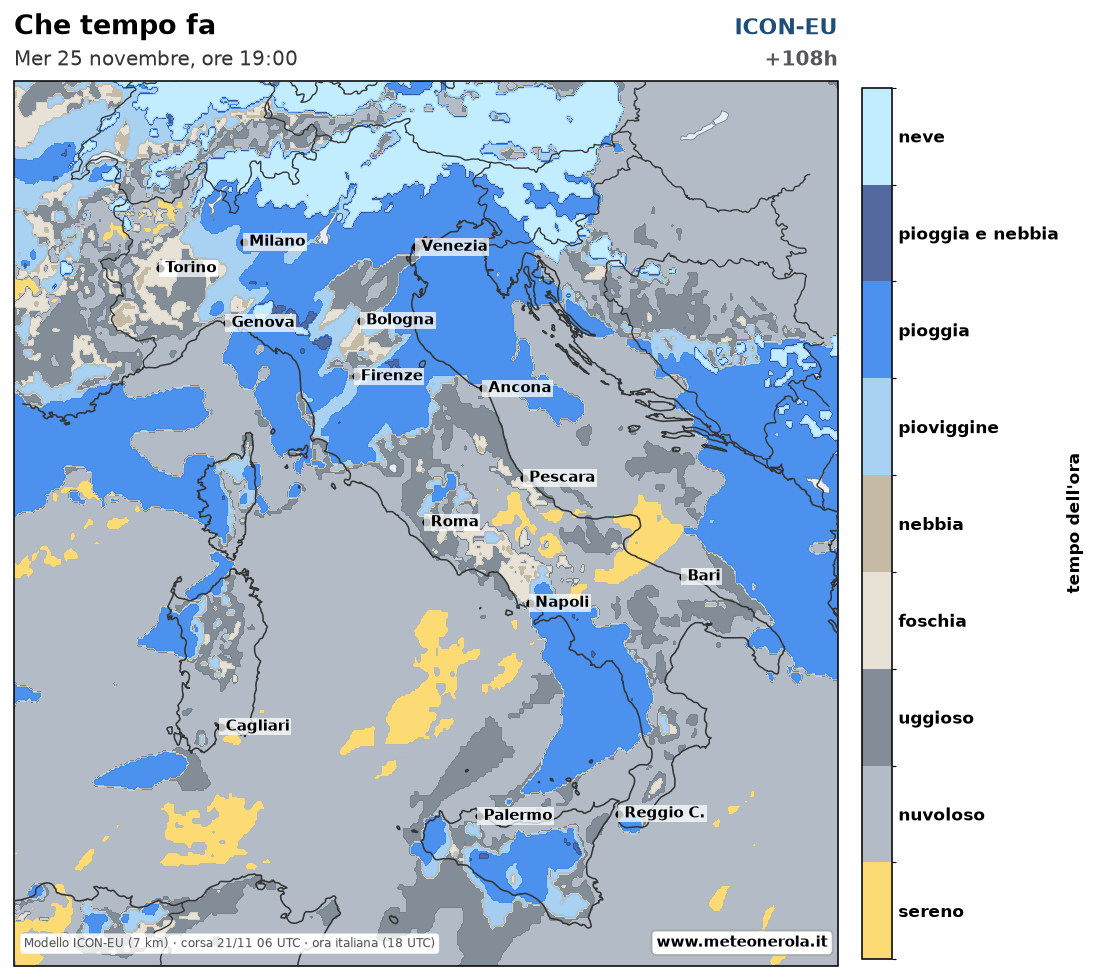 Che tempo fa
ICON-EU
Mer 25 novembre, ore 19:00
+108h
neve
pioggia e nebbia
pioggia
pioviggine
nebbia
foschia
uggioso
nuvoloso
sereno
tempo dell'ora
Milano
Venezia
Torino
Genova
Bologna
Firenze
Ancona
Pescara
Roma
Bari
Napoli
Cagliari
Palermo
Reggio C.
Modello ICON-EU (7 km) · corsa 21/11 06 UTC · ora italiana (18 UTC)
www.meteonerola.it